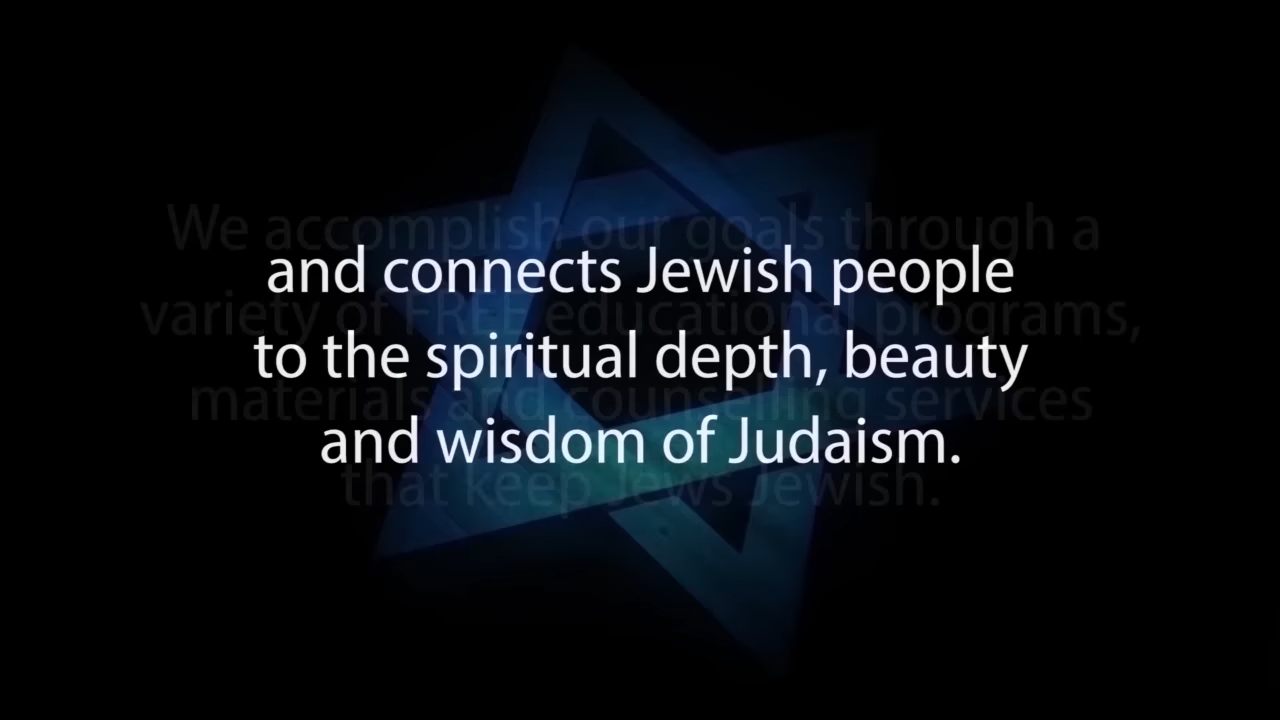 and connects Jewish people
to the spiritual depth, beauty
and wisdom of Judaism.
We accomplish our goals through a
variety of FREE educational programs,
materials and counselling services
that keep Jews Jewish.